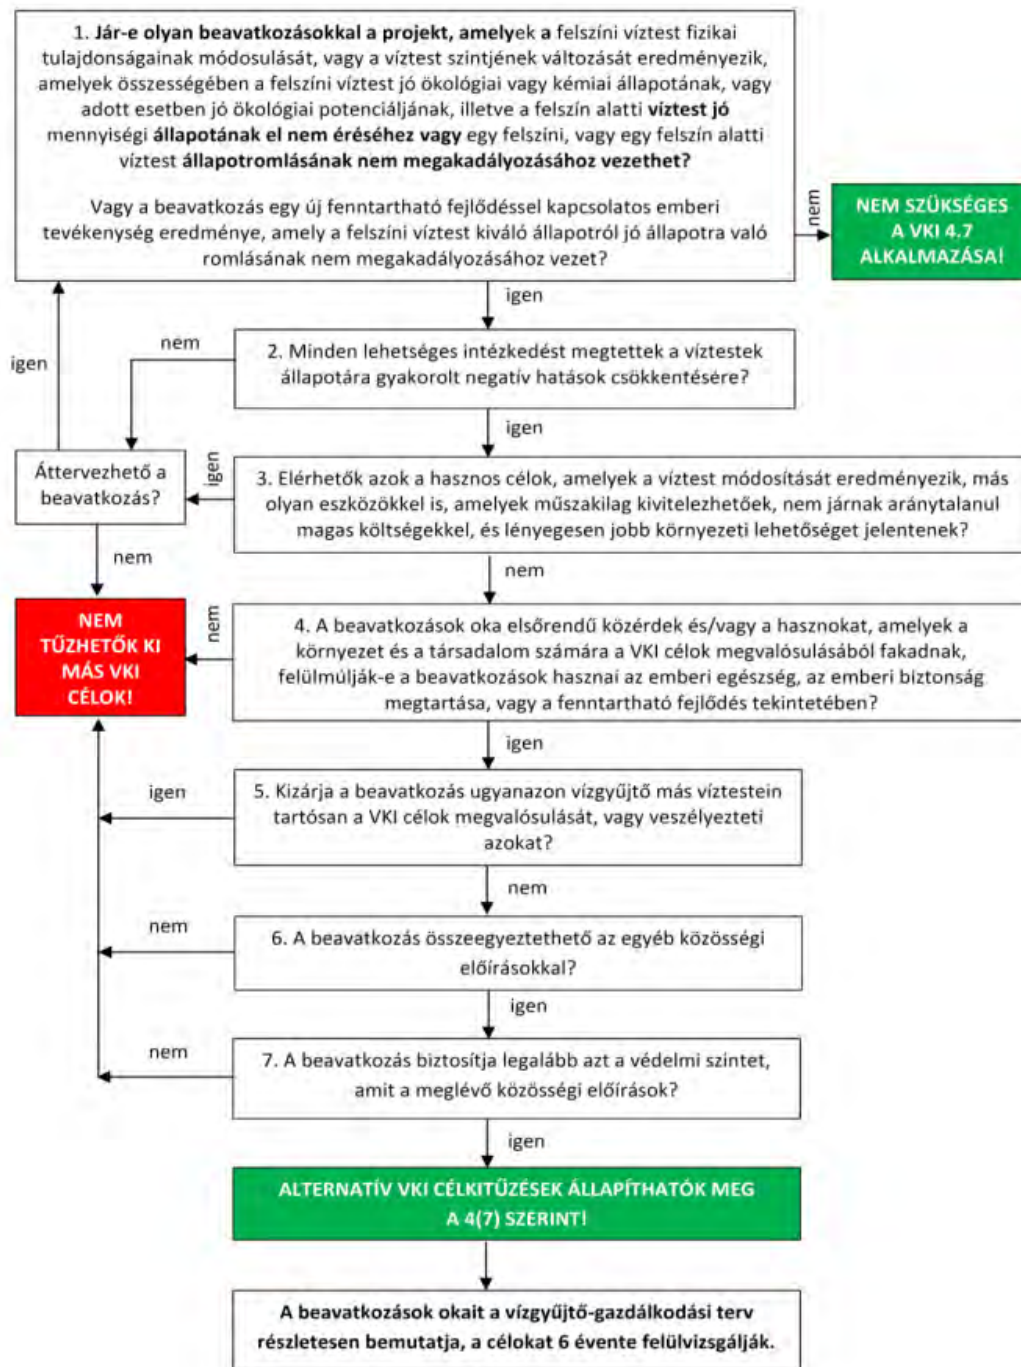 1. Jár-e olyan beavatkozásokkal a projekt, amelyek a felszíni víztest fizikai
tulajdonságainak módosulását, vagy a víztest szintjének változását eredményezik,
amelyek összességében a felszíni víztest jó ökológiai vagy kémiai állapotának, vagy
adott esetben jó ökológiai potenciáljának, illetve a felszín alatti víztest jó
mennyiségi állapotának el nem éréséhez vagy egy felszíni, vagy egy felszín alatti
víztest állapotromlásának nem megakadályozásához vezethet?
Vagy a beavatkozás egy új fenntartható fejlődéssel kapcsolatos emberi
tevékenység eredménye, amely a felszíni víztest kiváló állapotról jó állapotra való
romlásának nem megakadályozásához vezet?
nem
NEM SZÜKSÉGES
A VKI 4.7
ALKALMAZÁSA!
igen
igen
nem
2. Minden lehetséges intézkedést megtettek a víztestek
állapotára gyakorolt negatív hatások csökkentésére?
igen
Áttervezhető a
beavatkozás?
igen
3. Elérhetők azok a hasznos célok, amelyek a víztest módosítását eredményezik, más
olyan eszközökkel is, amelyek műszakilag kivitelezhetőek, nem járnak aránytalanul
magas költségekkel, és lényegesen jobb környezeti lehetőséget jelentenek?
nem
nem
NEM
TŰZHETŐK KI
MÁS VKI
CÉLOK!
nem
4. A beavatkozások oka elsőrendű közérdek és/vagy a hasznokat, amelyek a
környezet és a társadalom számára a VKI célok megvalósulásából fakadnak,
felülmúlják-e a beavatkozások hasznai az emberi egészség, az emberi biztonság
megtartása, vagy a fenntartható fejlődés tekintetében?
igen
igen
5. Kizárja a beavatkozás ugyanazon vízgyűjtő más víztestein
tartósan a VKI célok megvalósulását, vagy veszélyezteti
azokat?
nem
nem
6. A beavatkozás összeegyeztethető az egyéb közösségi
előírásokkal?
igen
nem
7. A beavatkozás biztosítja legalább azt a védelmi szintet,
amit a meglévő közösségi előírások?
igen
ALTERNATÍV VKI CÉLKITŰZÉSEK ÁLLAPÍTHATÓK MEG
A 4(7) SZERINT!
A beavatkozások okait a vízgyűjtő-gazdálkodási terv
részletesen bemutatja, a célokat 6 évente felülvizsgálják.